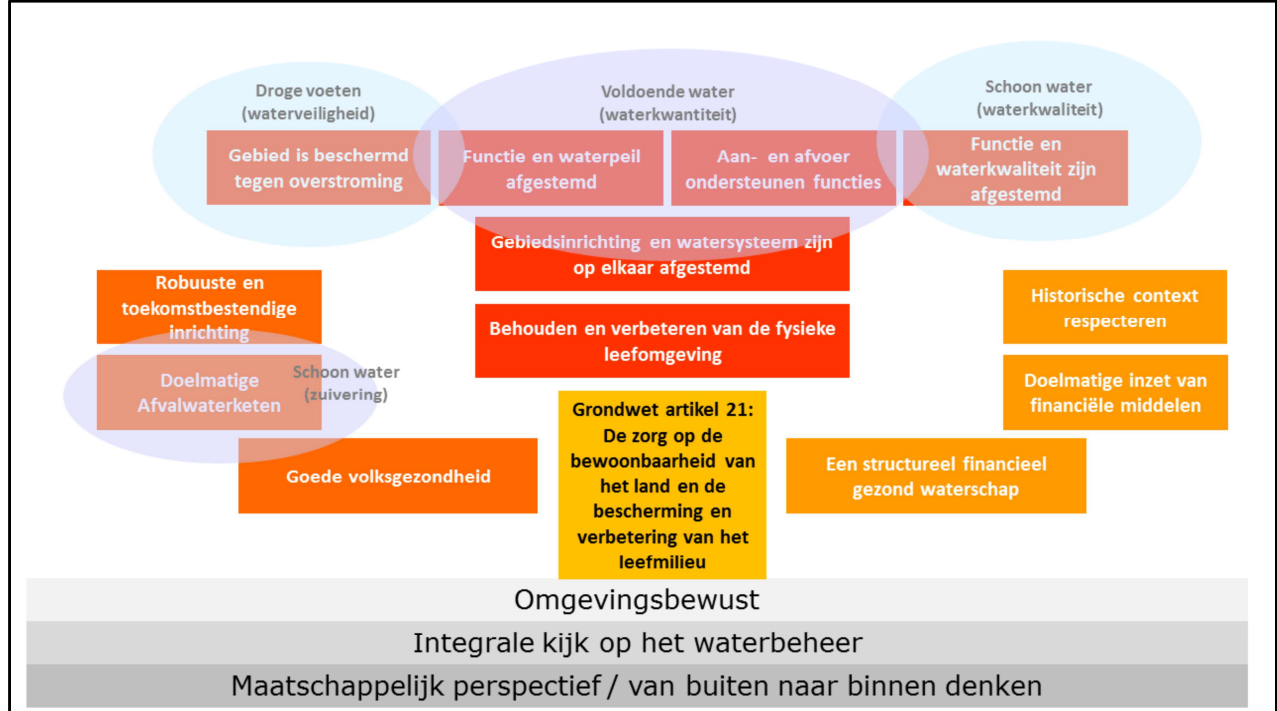 Droge voeten
(waterveiligheid)
Voldoende water
(waterkwantiteit)
Schoon water
(waterkwaliteit)
Gebied is beschermd
tegen overstroming
Functie en waterpeil
afgestemd
Aan- en afvoer
ondersteunen functies
Functie en
waterkwaliteit zijn
afgestemd
Gebiedsinrichting en watersysteem zijn
op elkaar afgestemd
Robuuste en
toekomstbestendige
inrichting
Historische context
respecteren
Behouden en verbeteren van de fysieke
leefomgeving
Doelmatige
Afvalwaterketen
Schoon water
(zuivering)
Doelmatige inzet van
financiële middelen
Goede volksgezondheid
Grondwet artikel 21:
De zorg op de
bewoonbaarheid van
het land en de
bescherming en
verbetering van het
leefmilieu
Een structureel financieel
gezond waterschap
Omgevingsbewust
Integrale kijk op het waterbeheer
Maatschappelijk perspectief / van buiten naar binnen denken